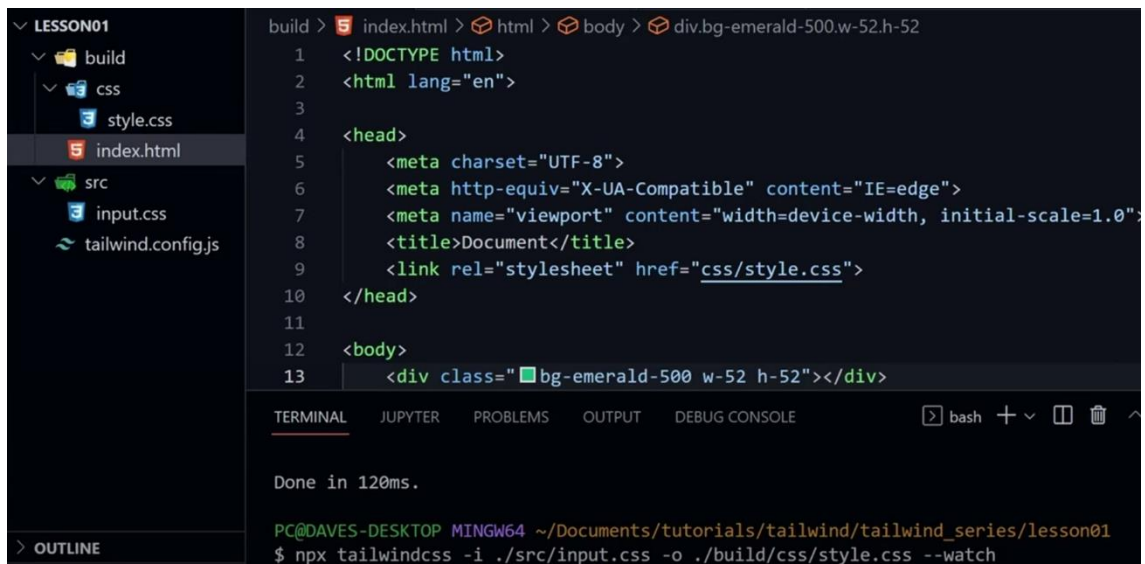 LESSON01
build
css
style.css
index.html
src
input.css
tailwind.config.js
OUTLINE
build > index.html > html > body > div.bg-emerald-500.w-52.h-52
1 <!DOCTYPE html>
2 <html lang="en">
3
4 <head>
5 <meta charset="UTF-8">
6 <meta http-equiv="X-UA-Compatible" content="IE=edge">
7 <meta name="viewport" content="width=device-width, initial-scale=1.0">
8 <title>Document</title>
9 <link rel="stylesheet" href="css/style.css">
10 </head>
11
12 <body>
13 <div class="bg-emerald-500 w-52 h-52"></div>
TERMINAL JUPYTER PROBLEMS OUTPUT DEBUG CONSOLE bash
Done in 120ms.
PC@DAVES-DESKTOP MINGW64 ~/Documents/tutorials/tailwind/tailwind_series/lesson01
$ npx tailwindcss -i ./src/input.css -o ./build/css/style.css --watch